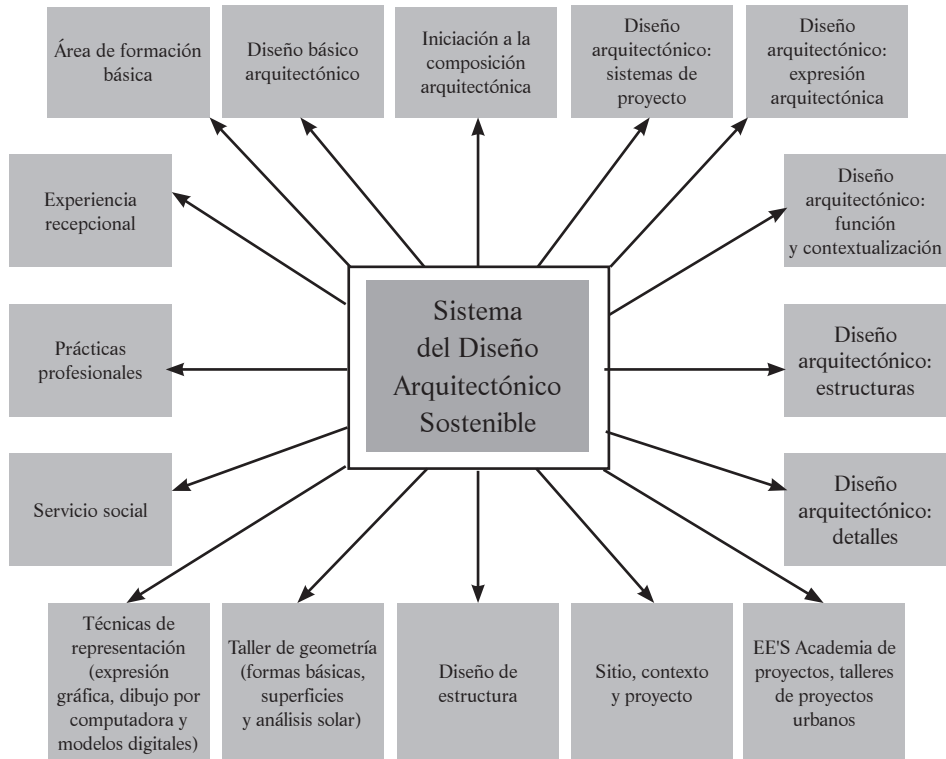 Área de formación
básica
Diseño básico
arquitectónico
Iniciación a la
composición
arquitectónica
Diseño
arquitectónico:
sistemas de
proyecto
Diseño
arquitectónico:
expresión
arquitectónica
Experiencia
recepcional
Diseño
arquitectónico:
función
y contextualización
Sistema
del Diseño
Arquitectónico
Sostenible
Prácticas
profesionales
Diseño
arquitectónico:
estructuras
Servicio social
Diseño
arquitectónico:
detalles
Técnicas de
representación
(expresión
gráfica, dibujo por
computadora y
modelos digitales)
Taller de geometría
(formas básicas,
superficies
y análisis solar)
Diseño de
estructura
Sitio, contexto
y proyecto
EE'S Academia de
proyectos, talleres
de proyectos
urbanos